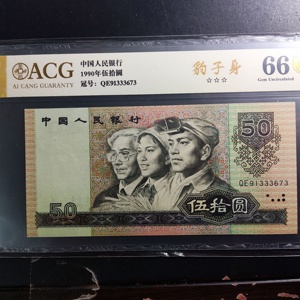 ACG
AI CANG GUARANTY
中国人民银行
1990年伍拾圓
冠号: QE91333673
豹子身
☆☆☆
66
Gem Uncirculated
中国人民银行
50
QE91333673
50
伍拾圆